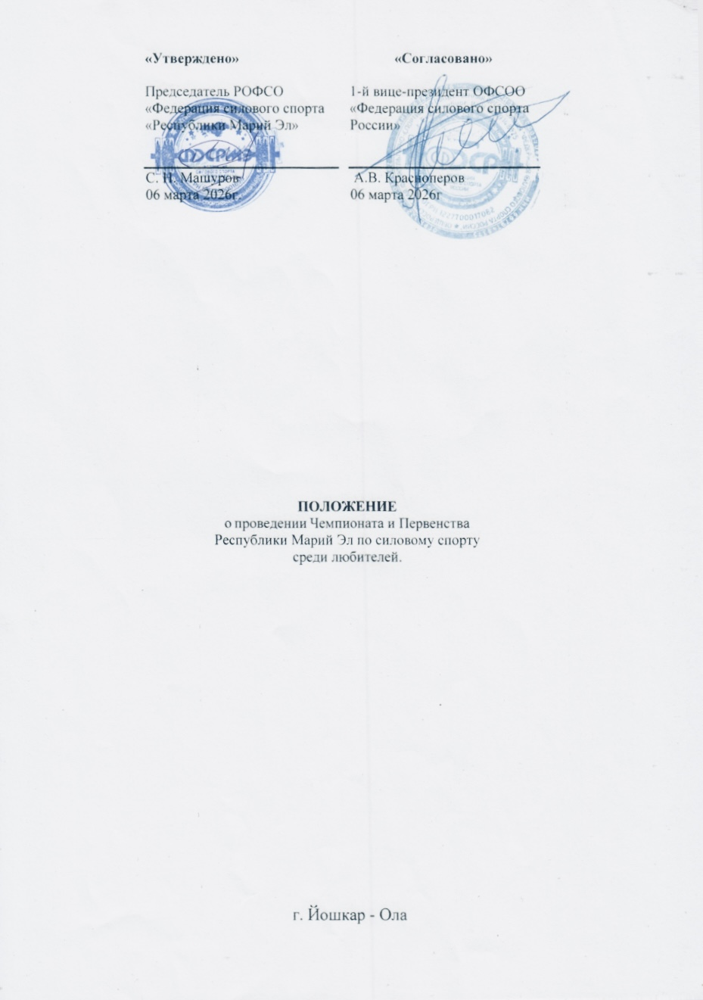 «Утверждено»
«Согласовано»
Председатель РОФСО
«Федерация силового спорта
«Республики Марий Эл»
1-й вице-президент ОФСОО
«Федерация силового спорта
России»
С. Н. Машуров
06 марта 2026г.
А.В. Красноперов
06 марта 2026г
ПОЛОЖЕНИЕ
о проведении Чемпионата и Первенства
Республики Марий Эл по силовому спорту
среди любителей.
г. Йошкар - Ола